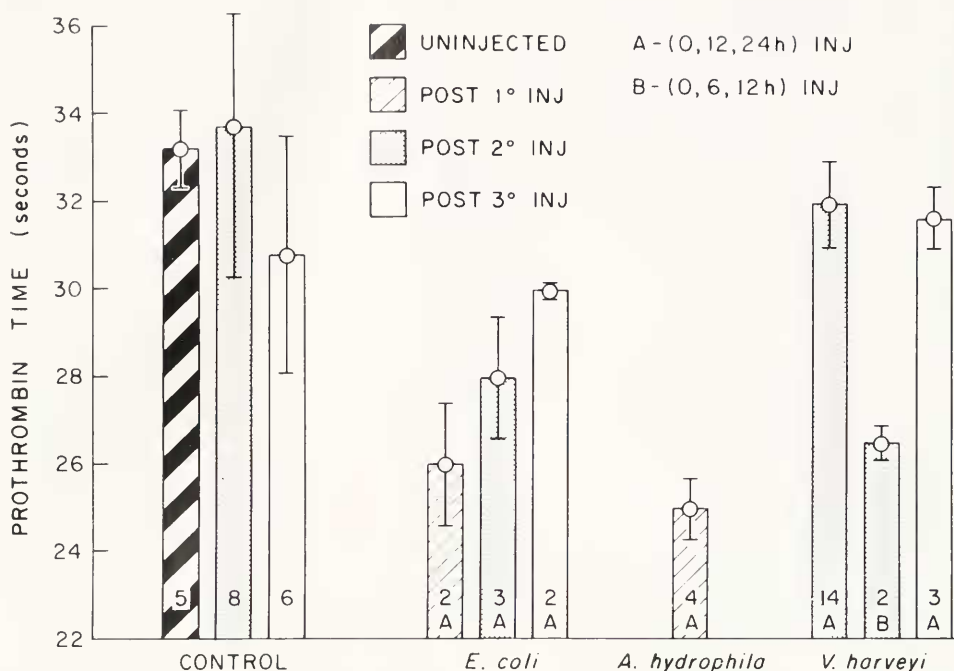 36
34
32
30
28
26
24
22
PROTHROMBIN TIME (seconds)
UNINJECTED
POST 1° INJ
POST 2° INJ
POST 3° INJ
A-(0,12,24h) INJ
B-(0,6,12h) INJ
5 8 6 2 3 2 4 14 2 3
A A A A A B A
CONTROL E. coli A. hydrophila V. harveyi